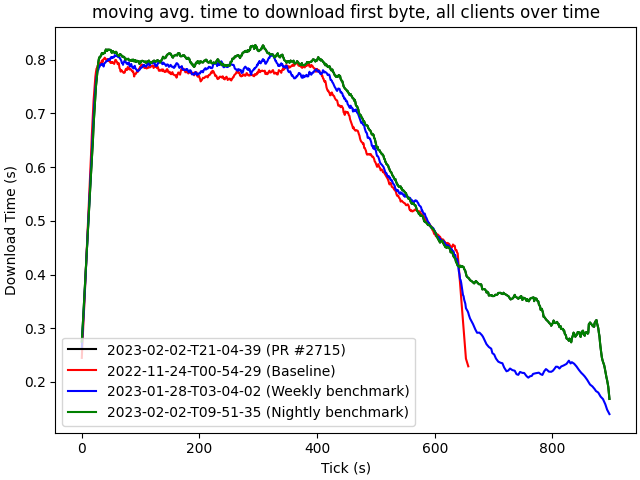 moving avg. time to download first byte, all clients over time
Download Time (s)
0.8
0.7
0.6
0.5
0.4
0.3
0.2
2023-02-02-T21-04-39 (PR #2715)
2022-11-24-T00-54-29 (Baseline)
2023-01-28-T03-04-02 (Weekly benchmark)
2023-02-02-T09-51-35 (Nightly benchmark)
0 200 400 600 800
Tick (s)